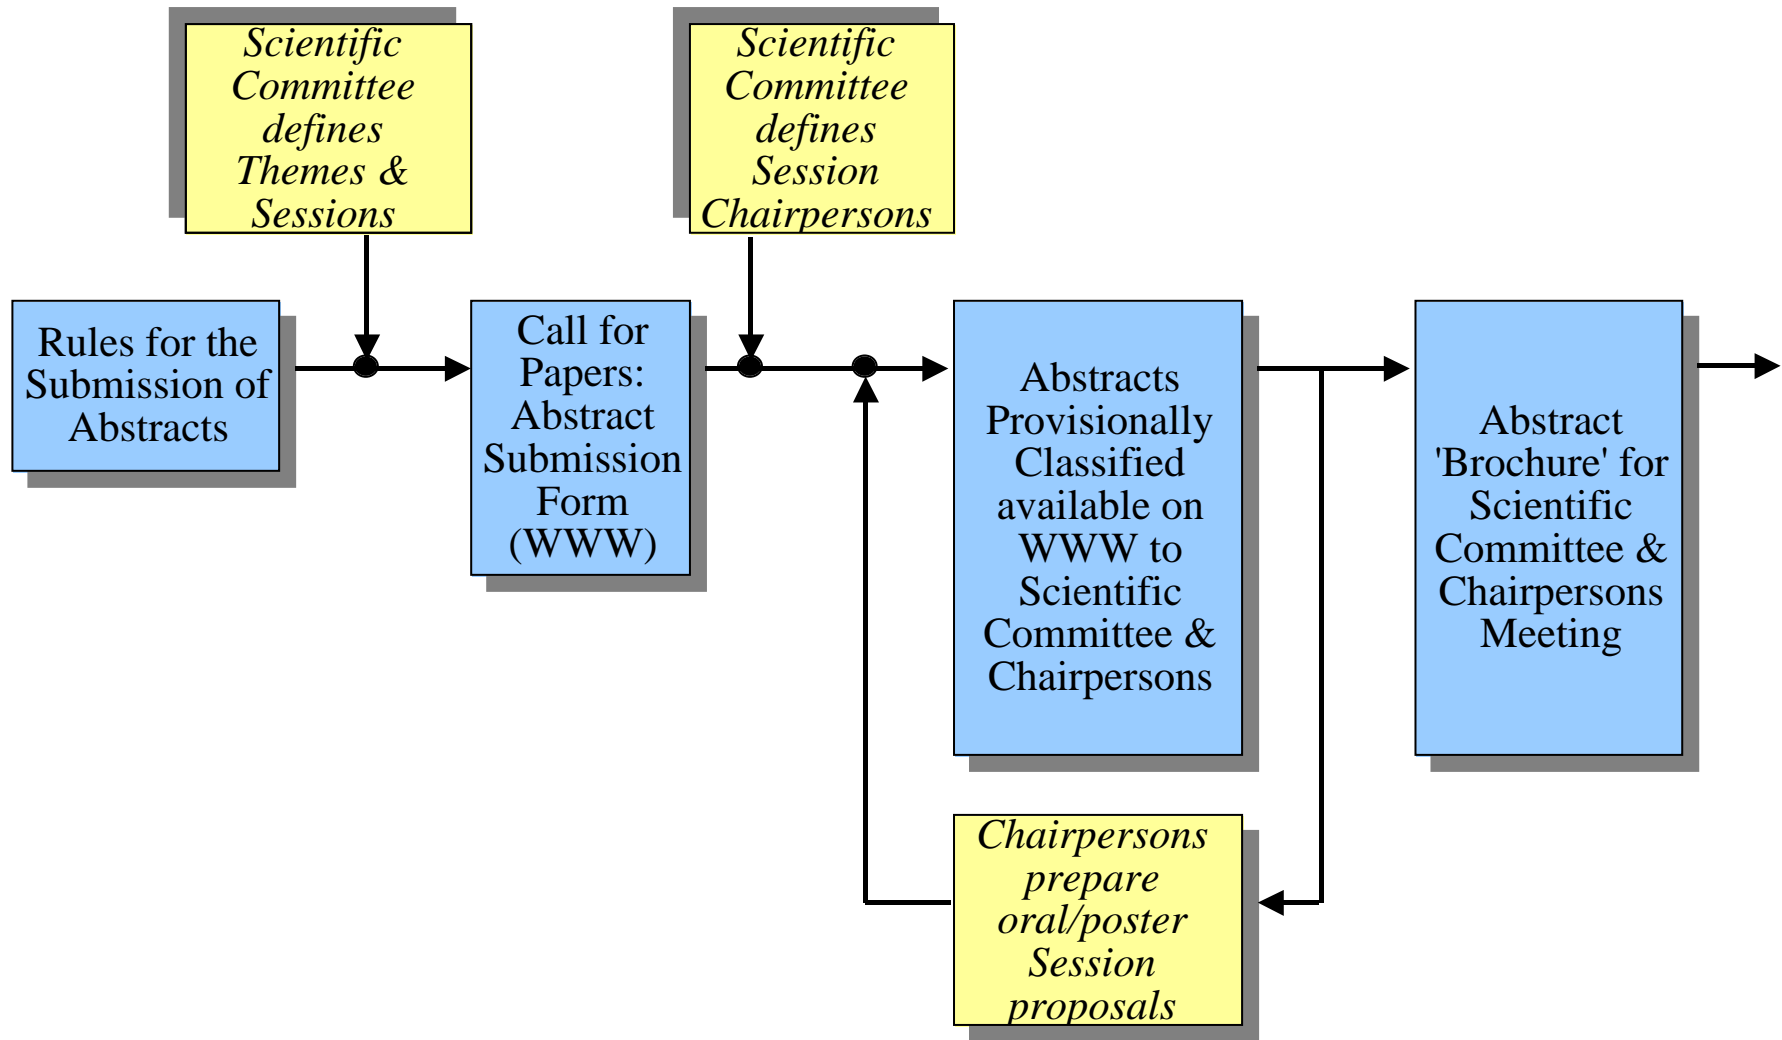 Scientific
Committee
defines
Themes &
Sessions
Scientific
Committee
defines
Session
Chairpersons
Rules for the
Submission of
Abstracts
Call for
Papers:
Abstract
Submission
Form
(WWW)
Abstracts
Provisionally
Classified
available on
WWW to
Scientific
Committee &
Chairpersons
Abstract
'Brochure' for
Scientific
Committee &
Chairpersons
Meeting
Chairpersons
prepare
oral/poster
Session
proposals